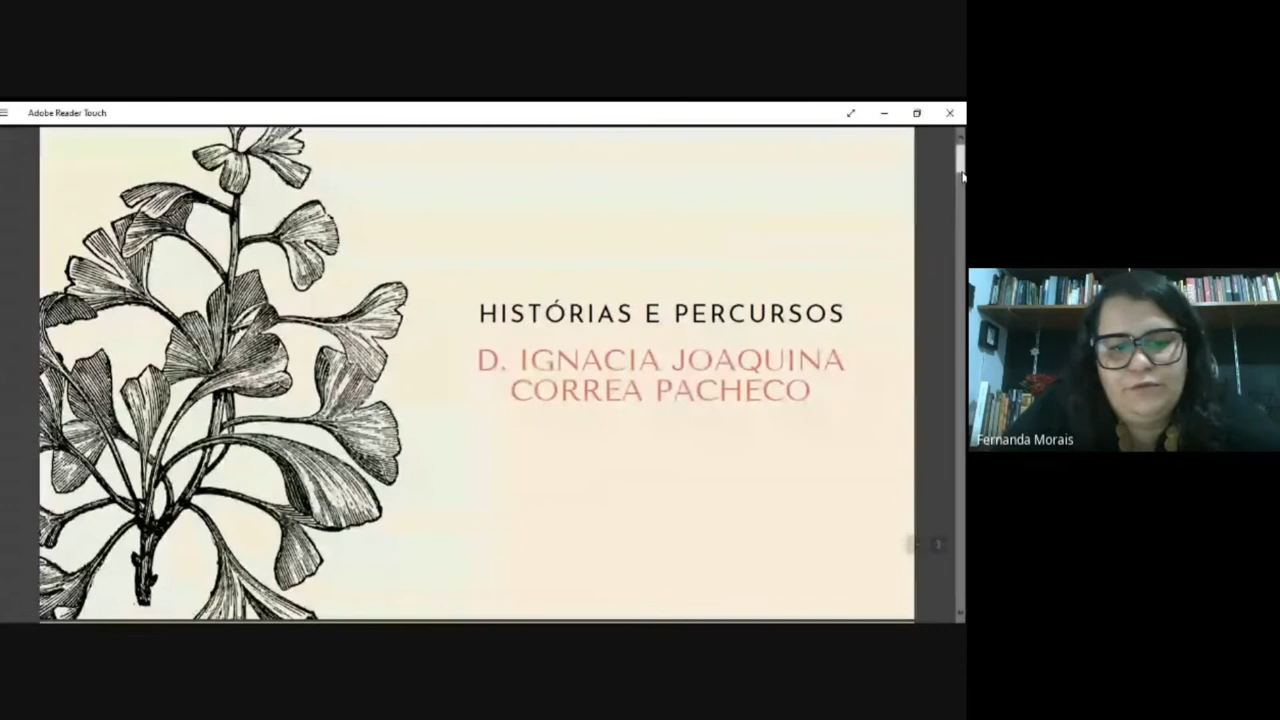 Adobe Reader Touch
HISTÓRIAS E PERCURSOS
D. IGNACIA JOAQUINA
CORREA PACHECO
Fernanda Morais